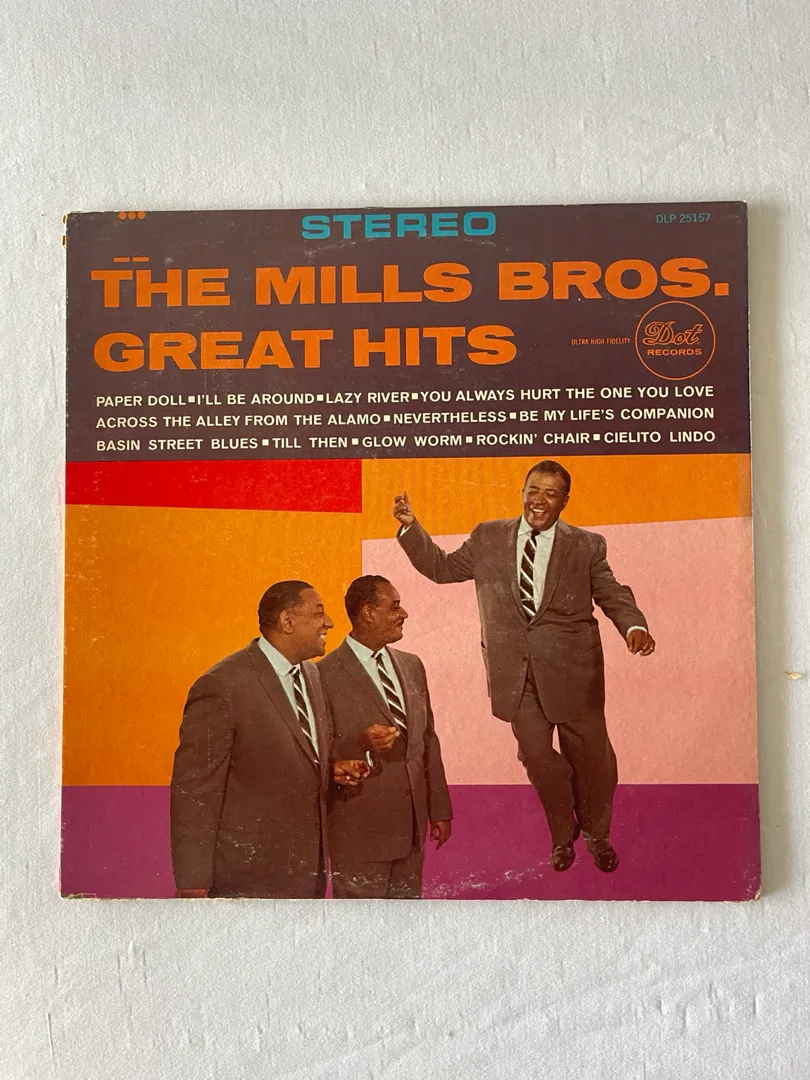 STEREO
DLP 25157
THE MILLS BROS.
GREAT HITS
ULTRA HIGH FIDELITY
Dot
RECORDS
PAPER DOLL▪I'LL BE AROUND▪LAZY RIVER▪YOU ALWAYS HURT THE ONE YOU LOVE
ACROSS THE ALLEY FROM THE ALAMO▪NEVERTHELESS▪BE MY LIFE'S COMPANION
BASIN STREET BLUES▪TILL THEN▪GLOW WORM▪ROCKIN' CHAIR▪CIELITO LINDO